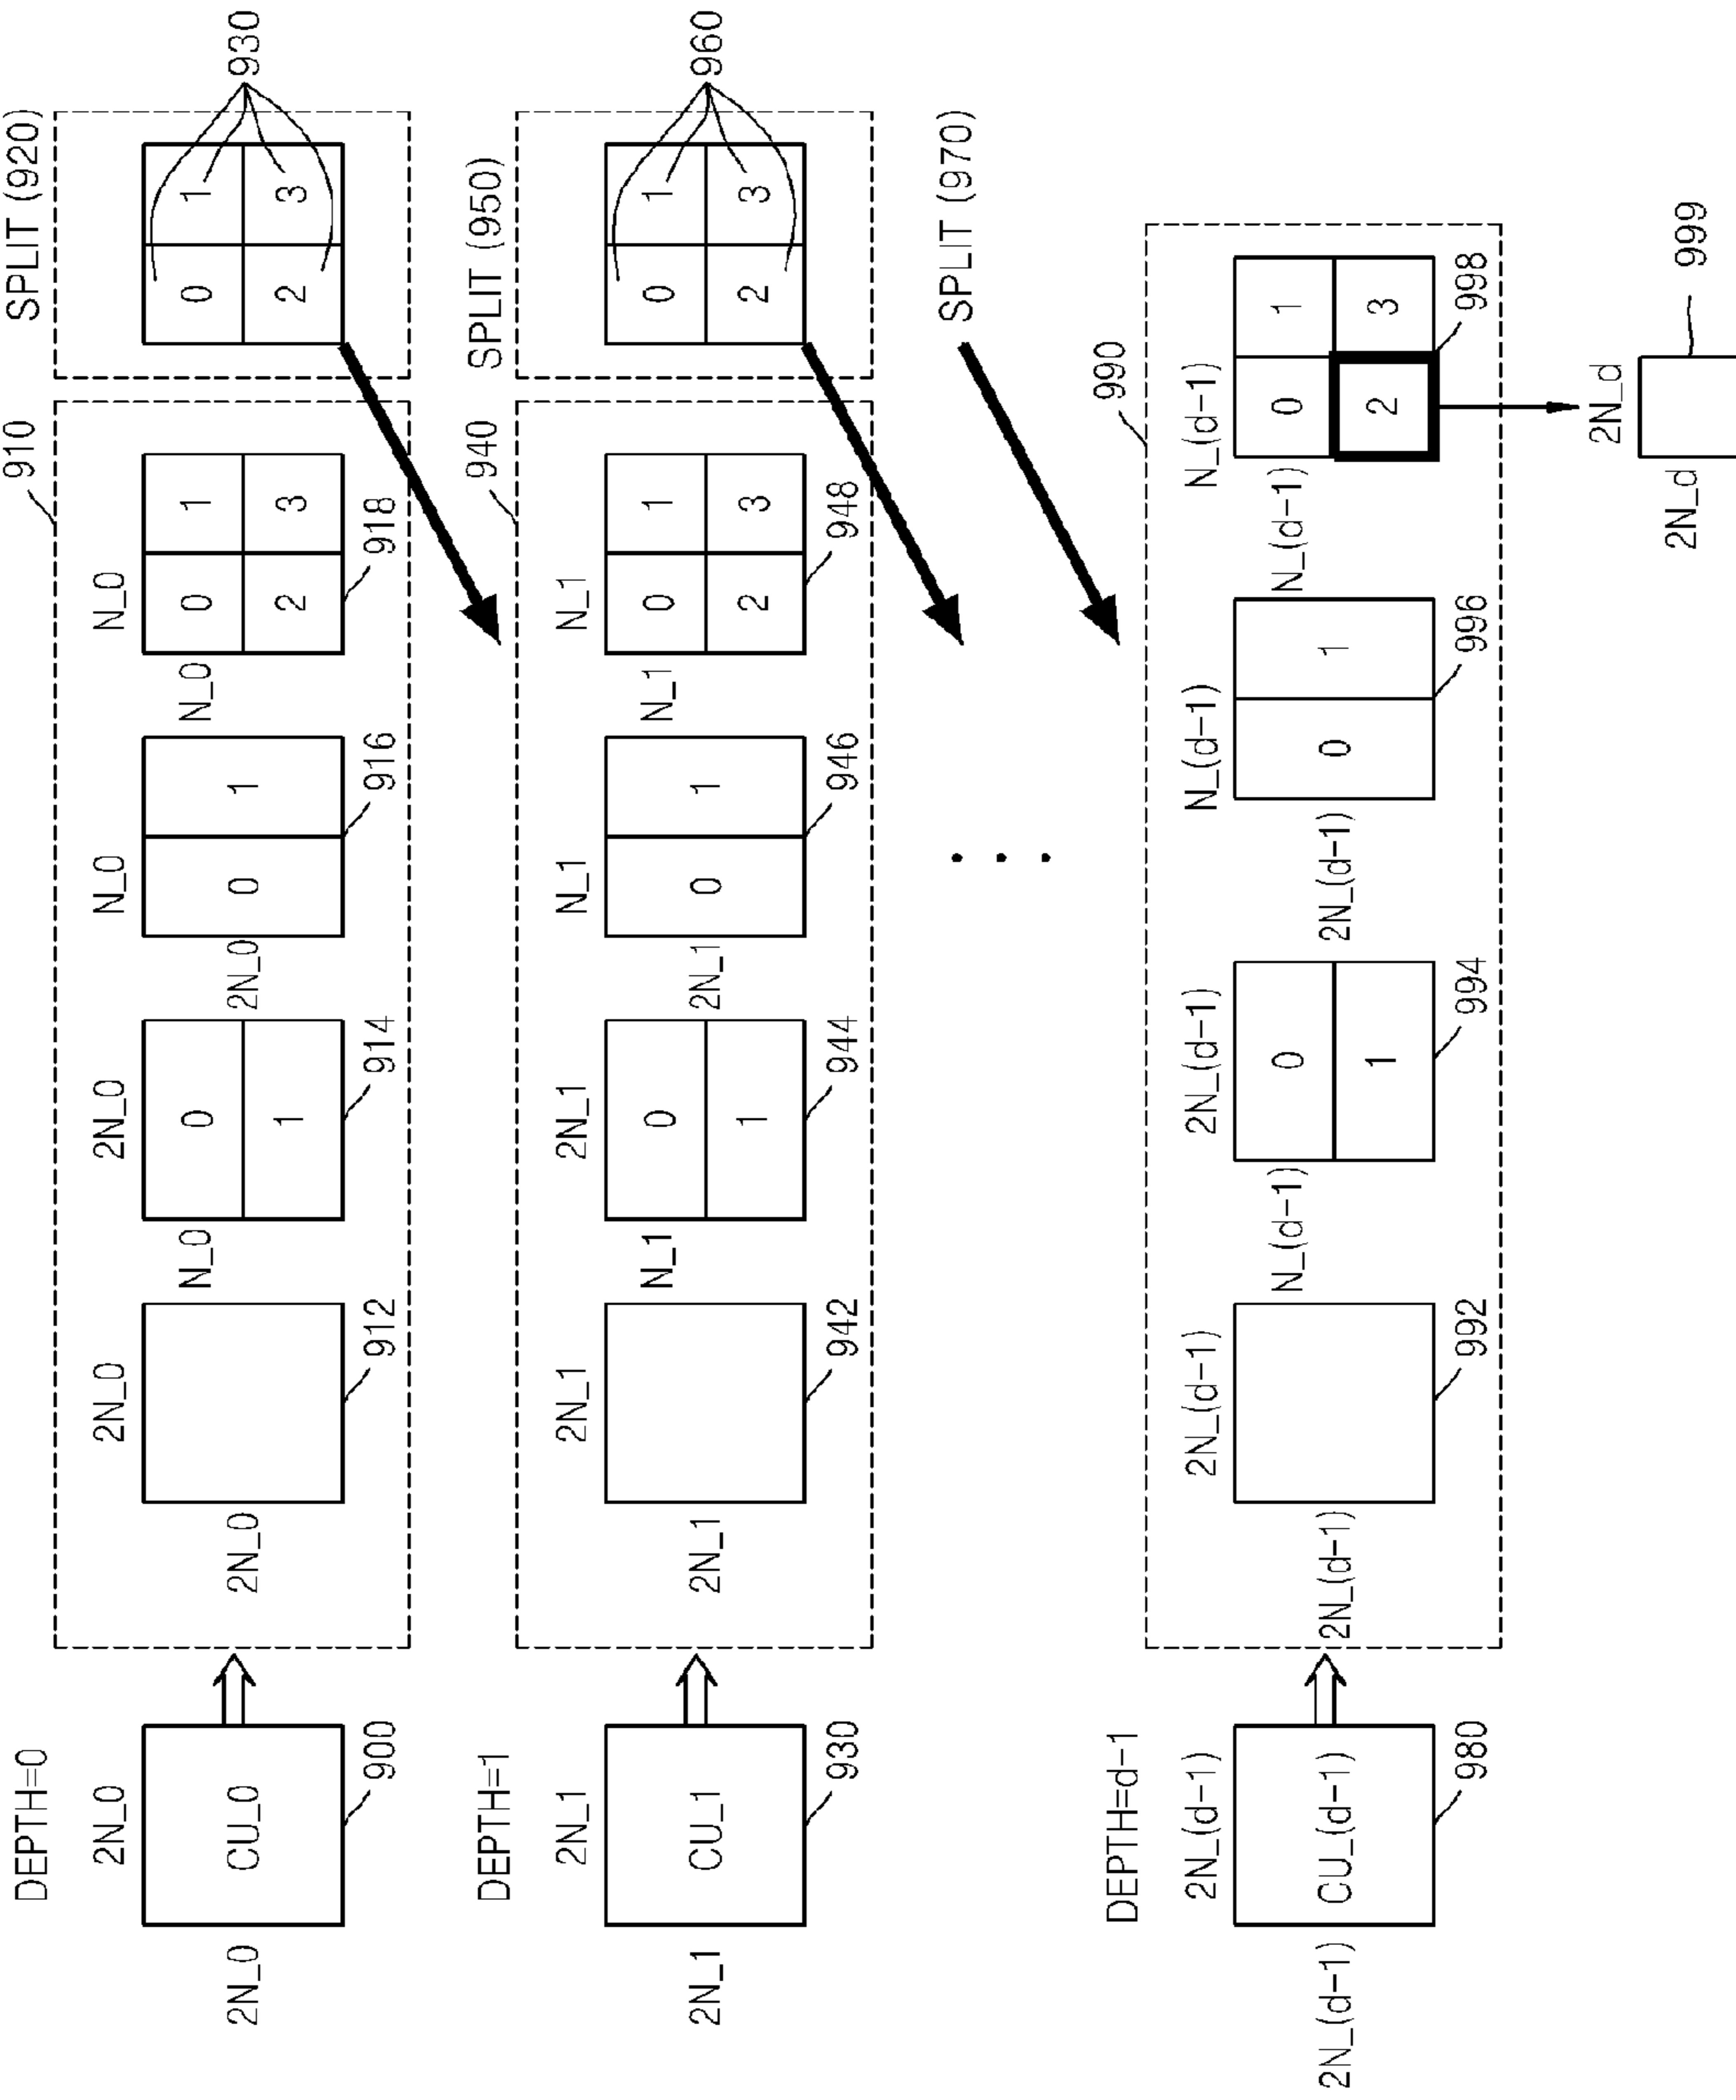 DEPTH=0
2N_0
2N_0
CU_0
900
910
2N_0
2N_0
912
2N_0
N_0
0
1
914
N_0
2N_0
0
1
916
N_0
N_0
0
1
2
3
918
SPLIT (920)
0
1
2
3
930
DEPTH=1
2N_1
2N_1
CU_1
930
940
2N_1
2N_1
942
2N_1
N_1
0
1
944
N_1
2N_1
0
1
946
N_1
N_1
0
1
2
3
948
SPLIT (950)
0
1
2
3
960
SPLIT (970)
DEPTH=d-1
2N_(d-1)
2N_(d-1)
CU_(d-1)
980
990
2N_(d-1)
2N_(d-1)
992
2N_(d-1)
N_(d-1)
0
1
994
N_(d-1)
2N_(d-1)
0
1
996
N_(d-1)
N_(d-1)
0
1
2
3
998
2N_d
2N_d
999